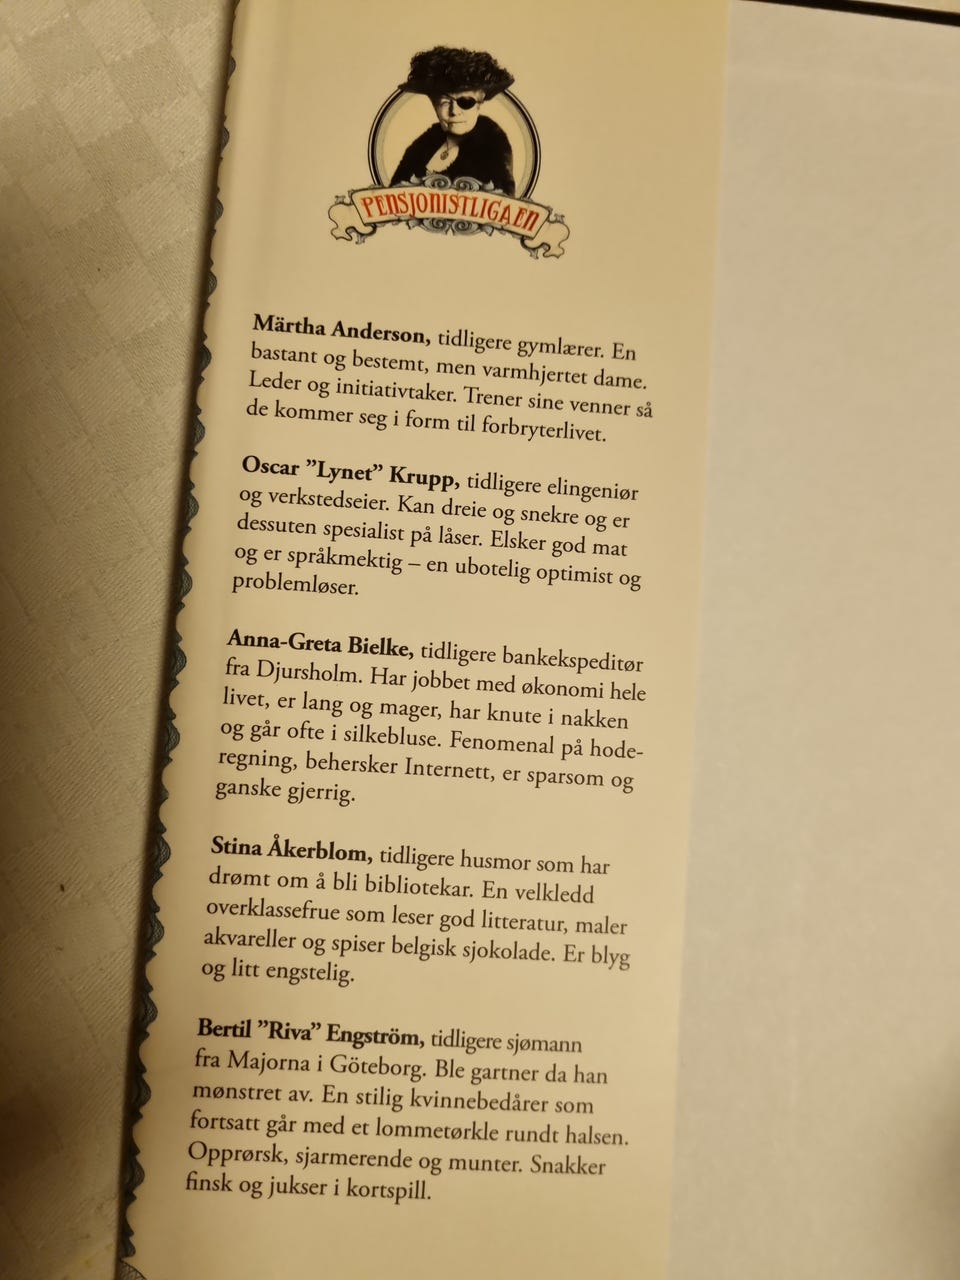 PENSJONISTLIGAEN
Märtha Anderson, tidligere gymlærer. En
bastant og bestemt, men varmhjertet dame.
Leder og initiativtaker. Trener sine venner så
de kommer seg i form til forbryterlivet.
Oscar ”Lynet” Krupp, tidligere elingeniør
og verkstedseier. Kan dreie og snekre og er
dessuten spesialist på låser. Elsker god mat
og er språkmektig – en ubotelig optimist og
problemløser.
Anna-Greta Bielke, tidligere bankekspeditør
fra Djursholm. Har jobbet med økonomi hele
livet, er lang og mager, har knute i nakken
og går ofte i silkebluse. Fenomenal på hode-
regning, behersker Internett, er sparsom og
ganske gjerrig.
Stina Åkerblom, tidligere husmor som har
drømt om å bli bibliotekar. En velkledd
overklassefrue som leser god litteratur, maler
akvareller og spiser belgisk sjokolade. Er blyg
og litt engstelig.
Bertil ”Riva” Engström, tidligere sjømann
fra Majorna i Göteborg. Ble gartner da han
mønstret av. En stilig kvinnebedårer som
fortsatt går med et lommetørkle rundt halsen.
Opprørsk, sjarmerende og munter. Snakker
finsk og jukser i kortspill.